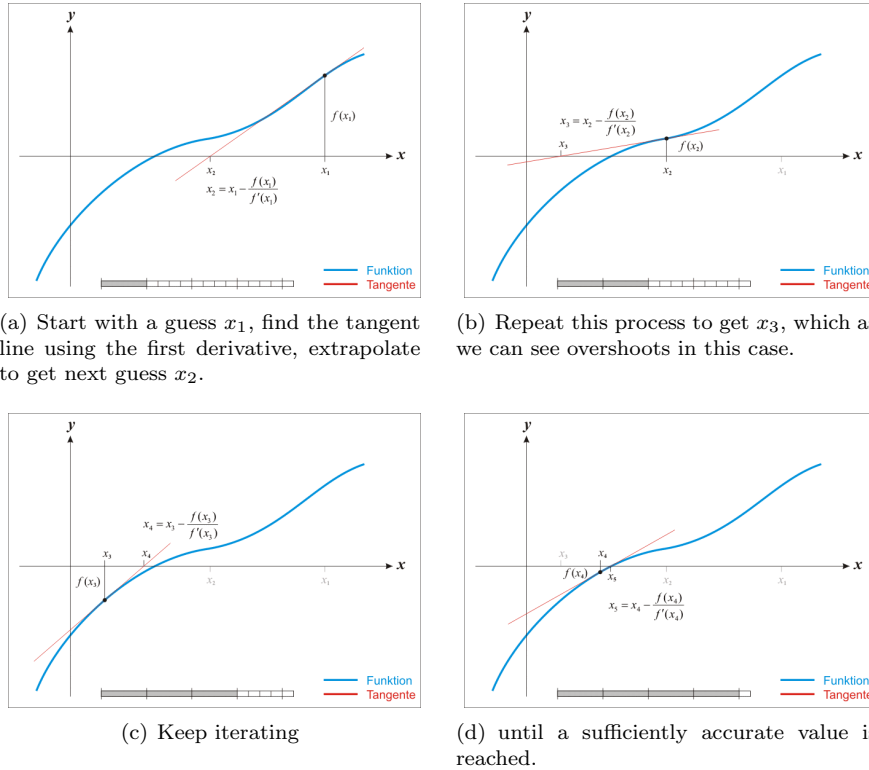 y
f(x₁)
x
x₂
x₁
x₂ = x₁ − f(x₁)/f'(x₁)
Funktion
Tangente
(a) Start with a guess x₁, find the tangent
line using the first derivative, extrapolate
to get next guess x₂.
y
x₃ = x₂ − f(x₂)/f'(x₂)
x₃
f(x₂)
x
x₂
x₁
Funktion
Tangente
(b) Repeat this process to get x₃, which a
we can see overshoots in this case.
y
x₄ = x₃ − f(x₃)/f'(x₃)
x₃
x₄
x
f(x₃)
x₂
x₁
Funktion
Tangente
(c) Keep iterating
y
x₃
x₄
x
f(x₄)
x₅
x₂
x₁
x₅ = x₄ − f(x₄)/f'(x₄)
Funktion
Tangente
(d) until a sufficiently accurate value i
reached.